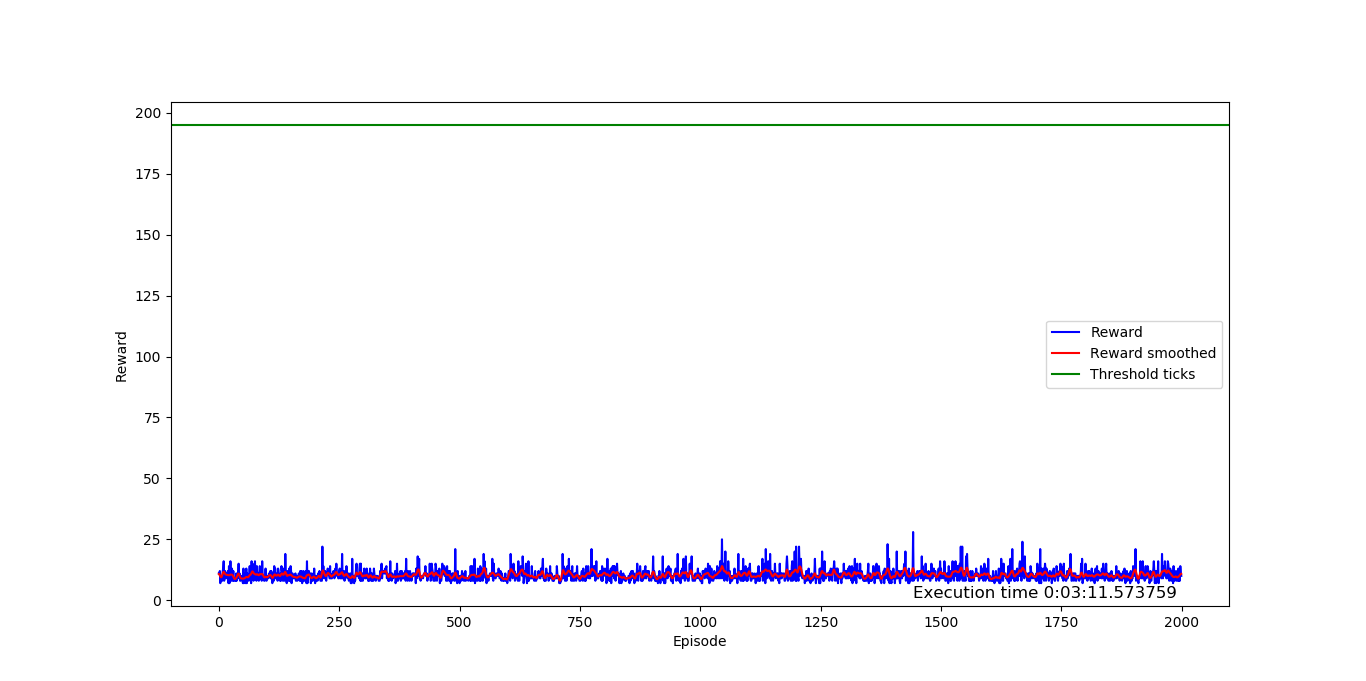 200
175
150
125
100
75
50
25
0
Reward
Reward
Reward smoothed
Threshold ticks
Execution time 0:03:11.573759
0 250 500 750 1000 1250 1500 1750 2000
Episode